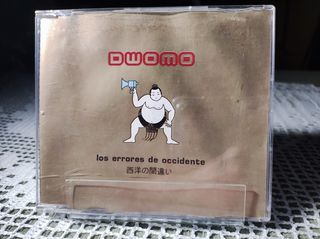 DWOMO
los errores de occidente
西洋の間違い